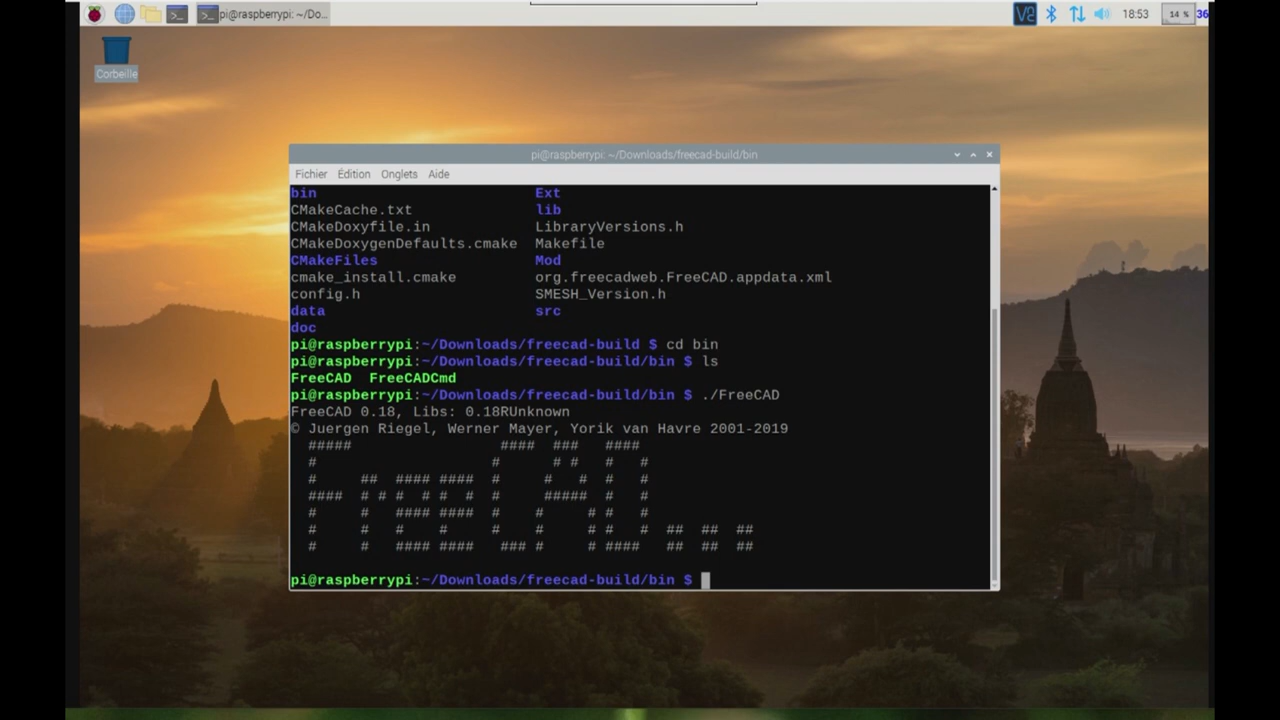 pi@raspberrypi: ~/Do...
V2
18:53
14 %
36
Corbeille
pi@raspberrypi: ~/Downloads/freecad-build/bin
Fichier Édition Onglets Aide
bin Ext
CMakeCache.txt lib
CMakeDoxyfile.in LibraryVersions.h
CMakeDoxygenDefaults.cmake Makefile
CMakeFiles Mod
cmake_install.cmake org.freecadweb.FreeCAD.appdata.xml
config.h SMESH_Version.h
data src
doc
pi@raspberrypi:~/Downloads/freecad-build $ cd bin
pi@raspberrypi:~/Downloads/freecad-build/bin $ ls
FreeCAD FreeCADCmd
pi@raspberrypi:~/Downloads/freecad-build/bin $ ./FreeCAD
FreeCAD 0.18, Libs: 0.18RUnknown
© Juergen Riegel, Werner Mayer, Yorik van Havre 2001-2019
  #####                 ####  ###   ####
  #                    #      # #   #   #
  #     ##  #### ####  #     #   #  #   #
  ####  # # #  # #  #  #     #####  #   #
  #     #   #### ####  #    #     # #   #
  #     #   #    #     #    #     # #   #  ##  ##  ##
  #     #   #### ####   ### #     # ####   ##  ##  ##
pi@raspberrypi:~/Downloads/freecad-build/bin $